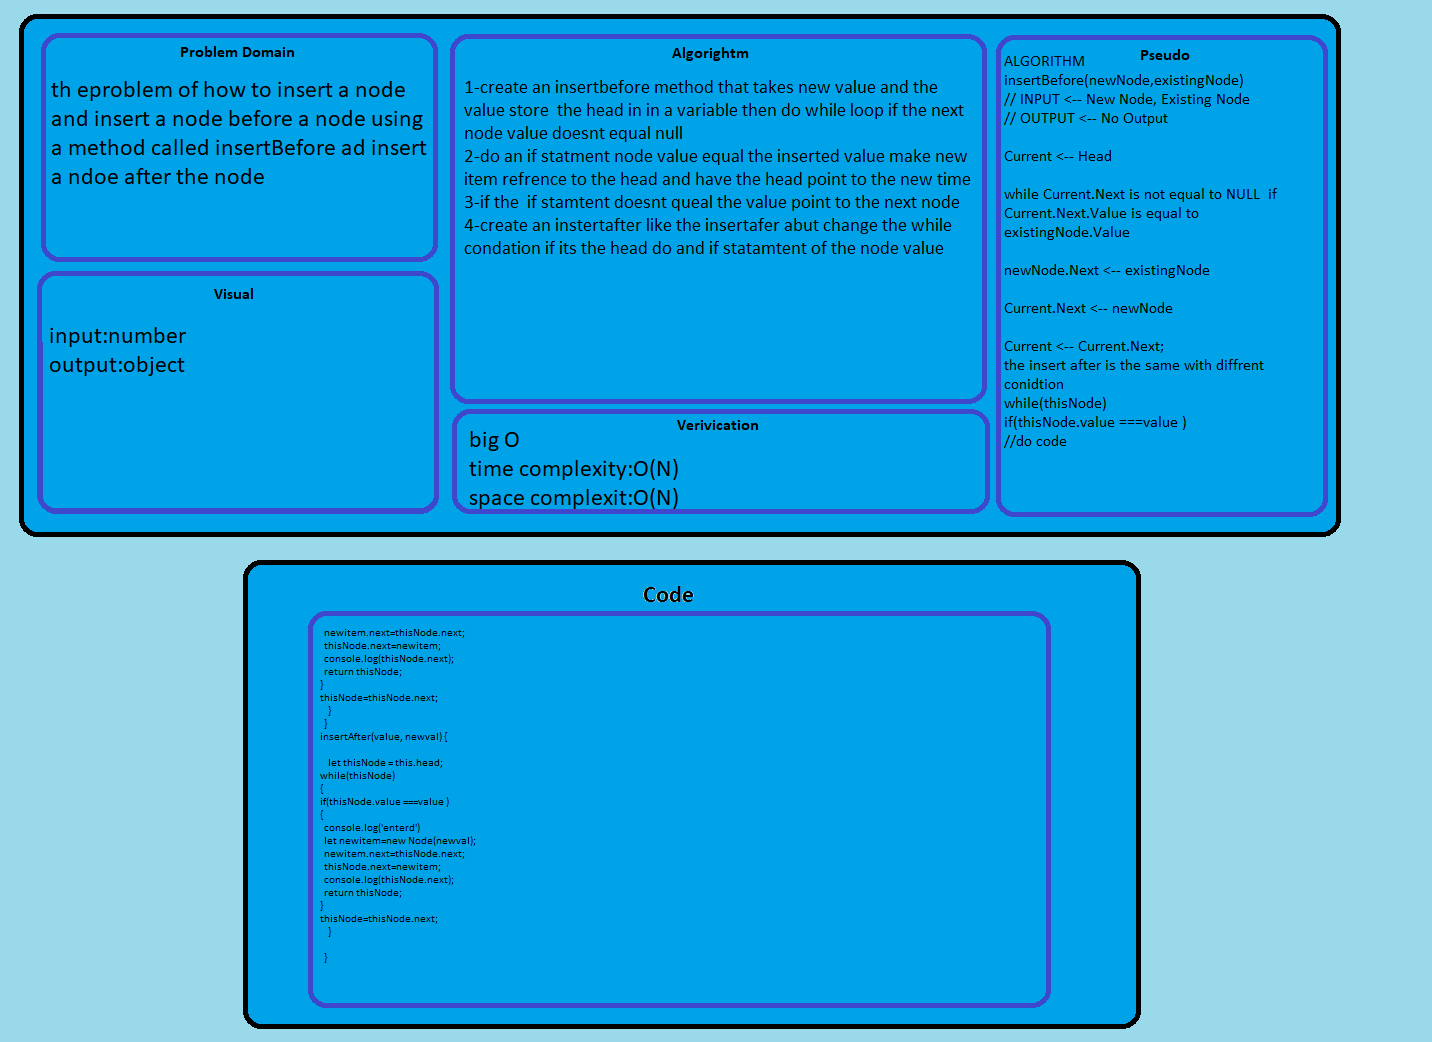 Problem Domain
th eproblem of how to insert a node
and insert a node before a node using
a method called insertBefore ad insert
a ndoe after the node
Visual
input:number
output:object
Algorightm
1-create an insertbefore method that takes new value and the
value store  the head in in a variable then do while loop if the next
node value doesnt equal null
2-do an if statment node value equal the inserted value make new
item refrence to the head and have the head point to the new time
3-if the  if stamtent doesnt queal the value point to the next node
4-create an instertafter like the insertafer abut change the while
condation if its the head do and if statamtent of the node value
Verivication
big O
time complexity:O(N)
space complexit:O(N)
Pseudo
ALGORITHM
insertBefore(newNode,existingNode)
// INPUT <-- New Node, Existing Node
// OUTPUT <-- No Output
Current <-- Head
while Current.Next is not equal to NULL  if
Current.Next.Value is equal to
existingNode.Value
newNode.Next <-- existingNode
Current.Next <-- newNode
Current <-- Current.Next;
the insert after is the same with diffrent
conidtion
while(thisNode)
if(thisNode.value ===value )
//do code
Code
newitem.next=thisNode.next;
thisNode.next=newitem;
console.log(thisNode.next);
return thisNode;
}
thisNode=thisNode.next;
}
}
insertAfter(value, newval) {
let thisNode = this.head;
while(thisNode)
{
if(thisNode.value ===value )
{
console.log('enterd')
let newitem=new Node(newval);
newitem.next=thisNode.next;
thisNode.next=newitem;
console.log(thisNode.next);
return thisNode;
}
thisNode=thisNode.next;
}
}